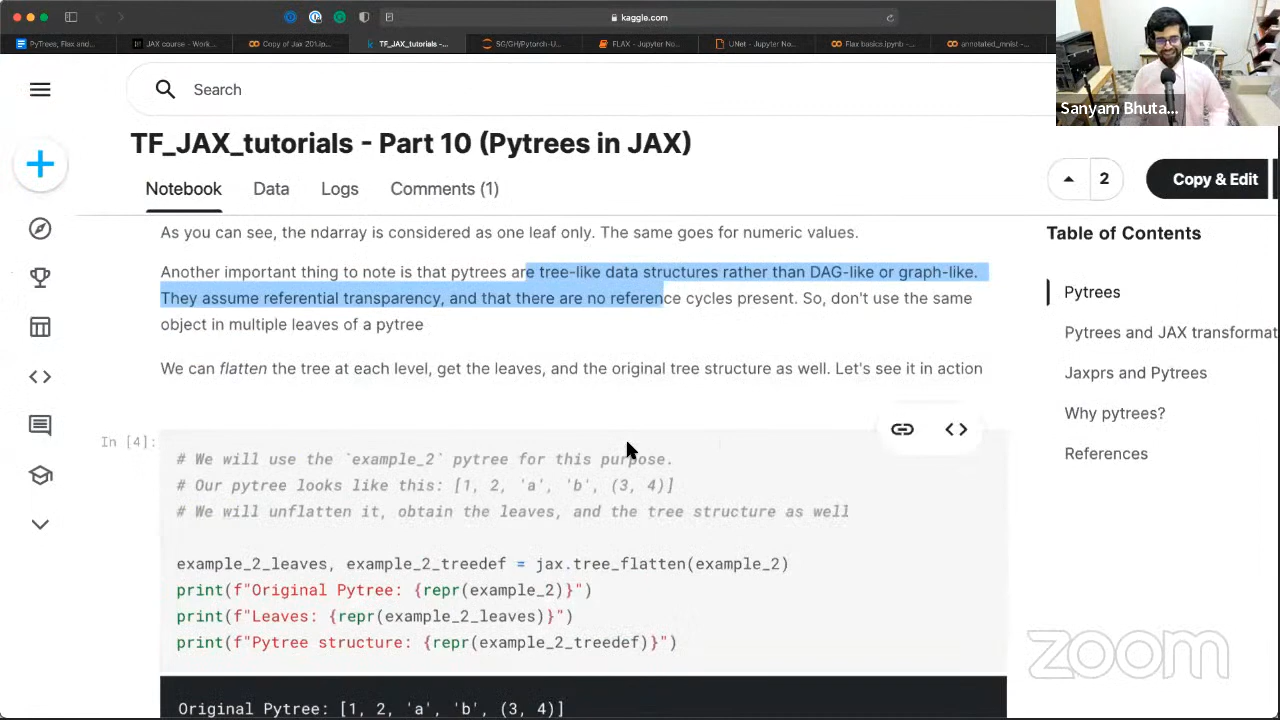 kaggle.com
PyTrees, Flax and...
JAX course - Work...
Copy of Jax 201.ip...
TF_JAX_tutorials -...
SG/GH/Pytorch-U...
FLAX - Jupyter No...
UNet - Jupyter No...
Flax basics.ipynb -...
annotated_mnist -...
Search
Sanyam Bhuta...
TF_JAX_tutorials - Part 10 (Pytrees in JAX)
Notebook Data Logs Comments (1)
2 Copy & Edit
As you can see, the ndarray is considered as one leaf only. The same goes for numeric values.
Another important thing to note is that pytrees are tree-like data structures rather than DAG-like or graph-like.
They assume referential transparency, and that there are no reference cycles present. So, don't use the same
object in multiple leaves of a pytree
We can flatten the tree at each level, get the leaves, and the original tree structure as well. Let's see it in action
In [4]:
# We will use the `example_2` pytree for this purpose.
# Our pytree looks like this: [1, 2, 'a', 'b', (3, 4)]
# We will unflatten it, obtain the leaves, and the tree structure as well
example_2_leaves, example_2_treedef = jax.tree_flatten(example_2)
print(f"Original Pytree: {repr(example_2)}")
print(f"Leaves: {repr(example_2_leaves)}")
print(f"Pytree structure: {repr(example_2_treedef)}")
Original Pytree: [1, 2, 'a', 'b', (3, 4)]
Table of Contents
Pytrees
Pytrees and JAX transformat
Jaxprs and Pytrees
Why pytrees?
References
zoom